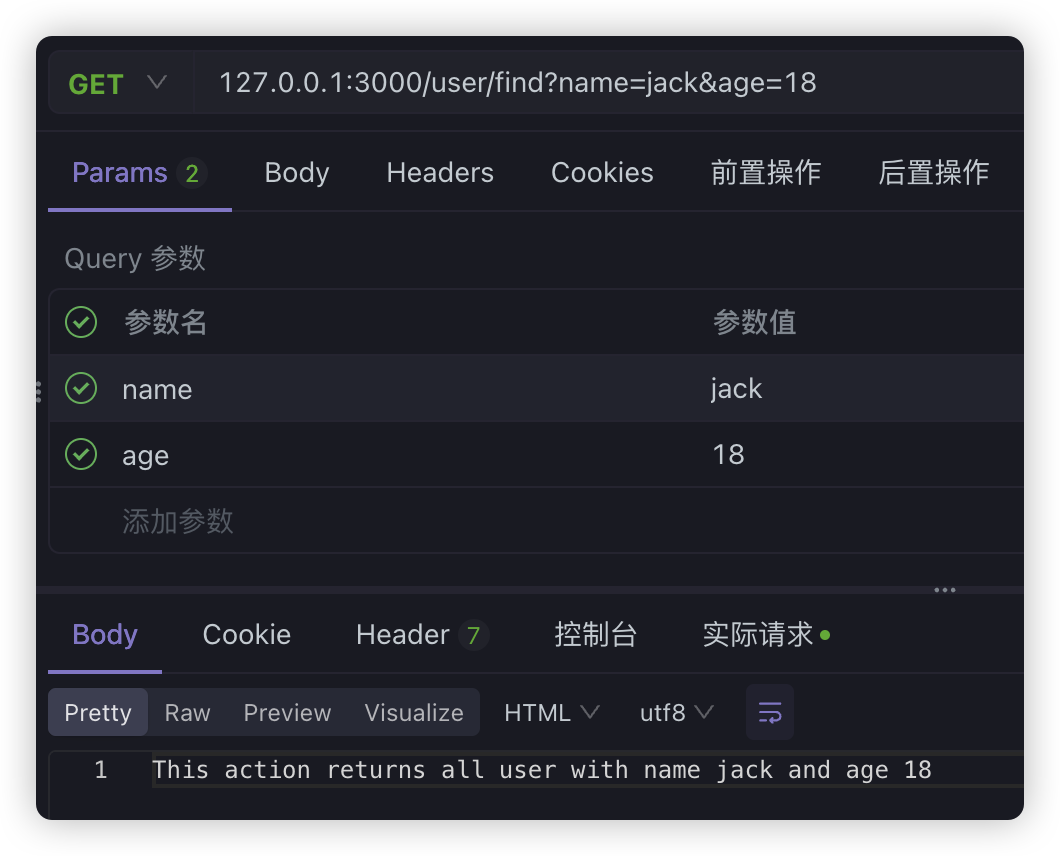 GET 127.0.0.1:3000/user/find?name=jack&age=18
Params 2 Body Headers Cookies 前置操作 后置操作
Query 参数
参数名 参数值
name jack
age 18
添加参数
Body Cookie Header 7 控制台 实际请求
Pretty Raw Preview Visualize HTML utf8
1 This action returns all user with name jack and age 18